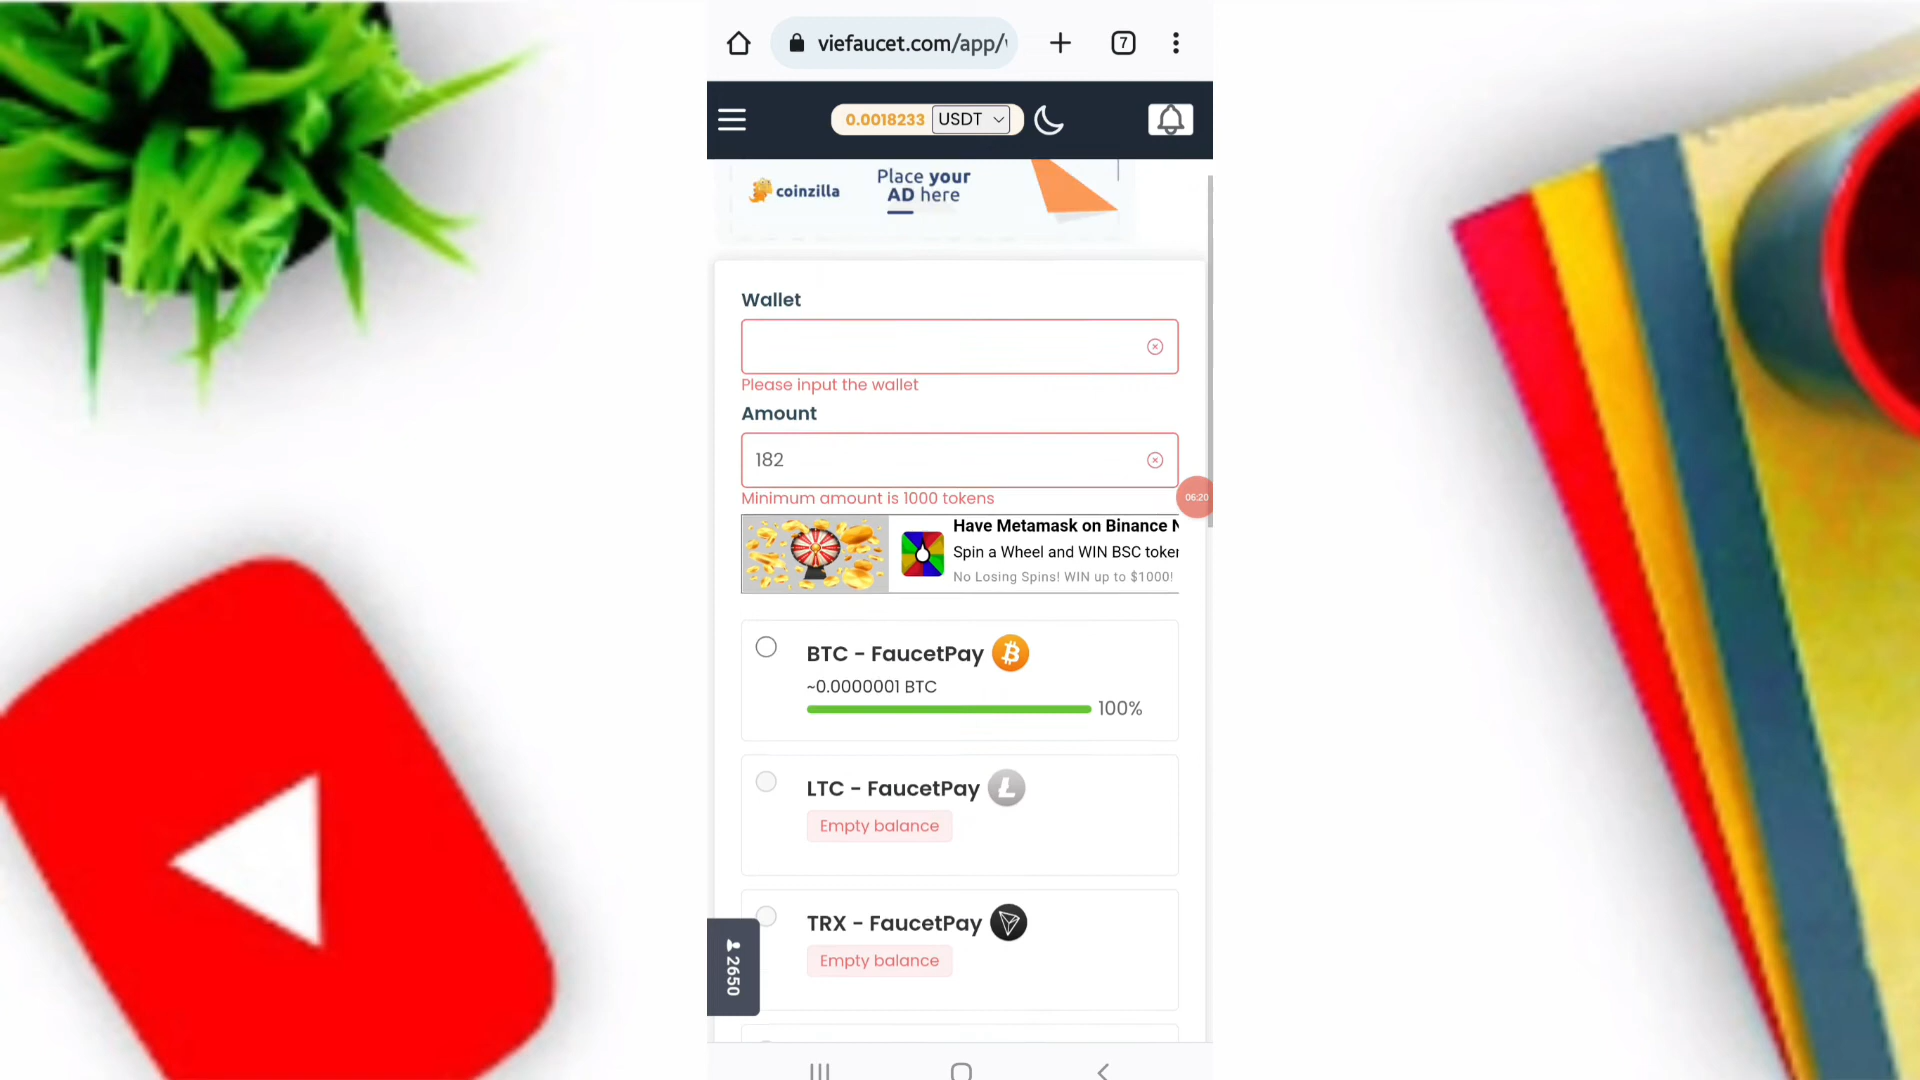 viefaucet.com/app/
7
0.0018233 USDT
coinzilla
Place your
AD here
Wallet
Please input the wallet
Amount
182
Minimum amount is 1000 tokens
06:20
Have Metamask on Binance
Spin a Wheel and WIN BSC token
No Losing Spins! WIN up to $1000!
BTC - FaucetPay
~0.0000001 BTC
100%
LTC - FaucetPay
Empty balance
TRX - FaucetPay
Empty balance
2650